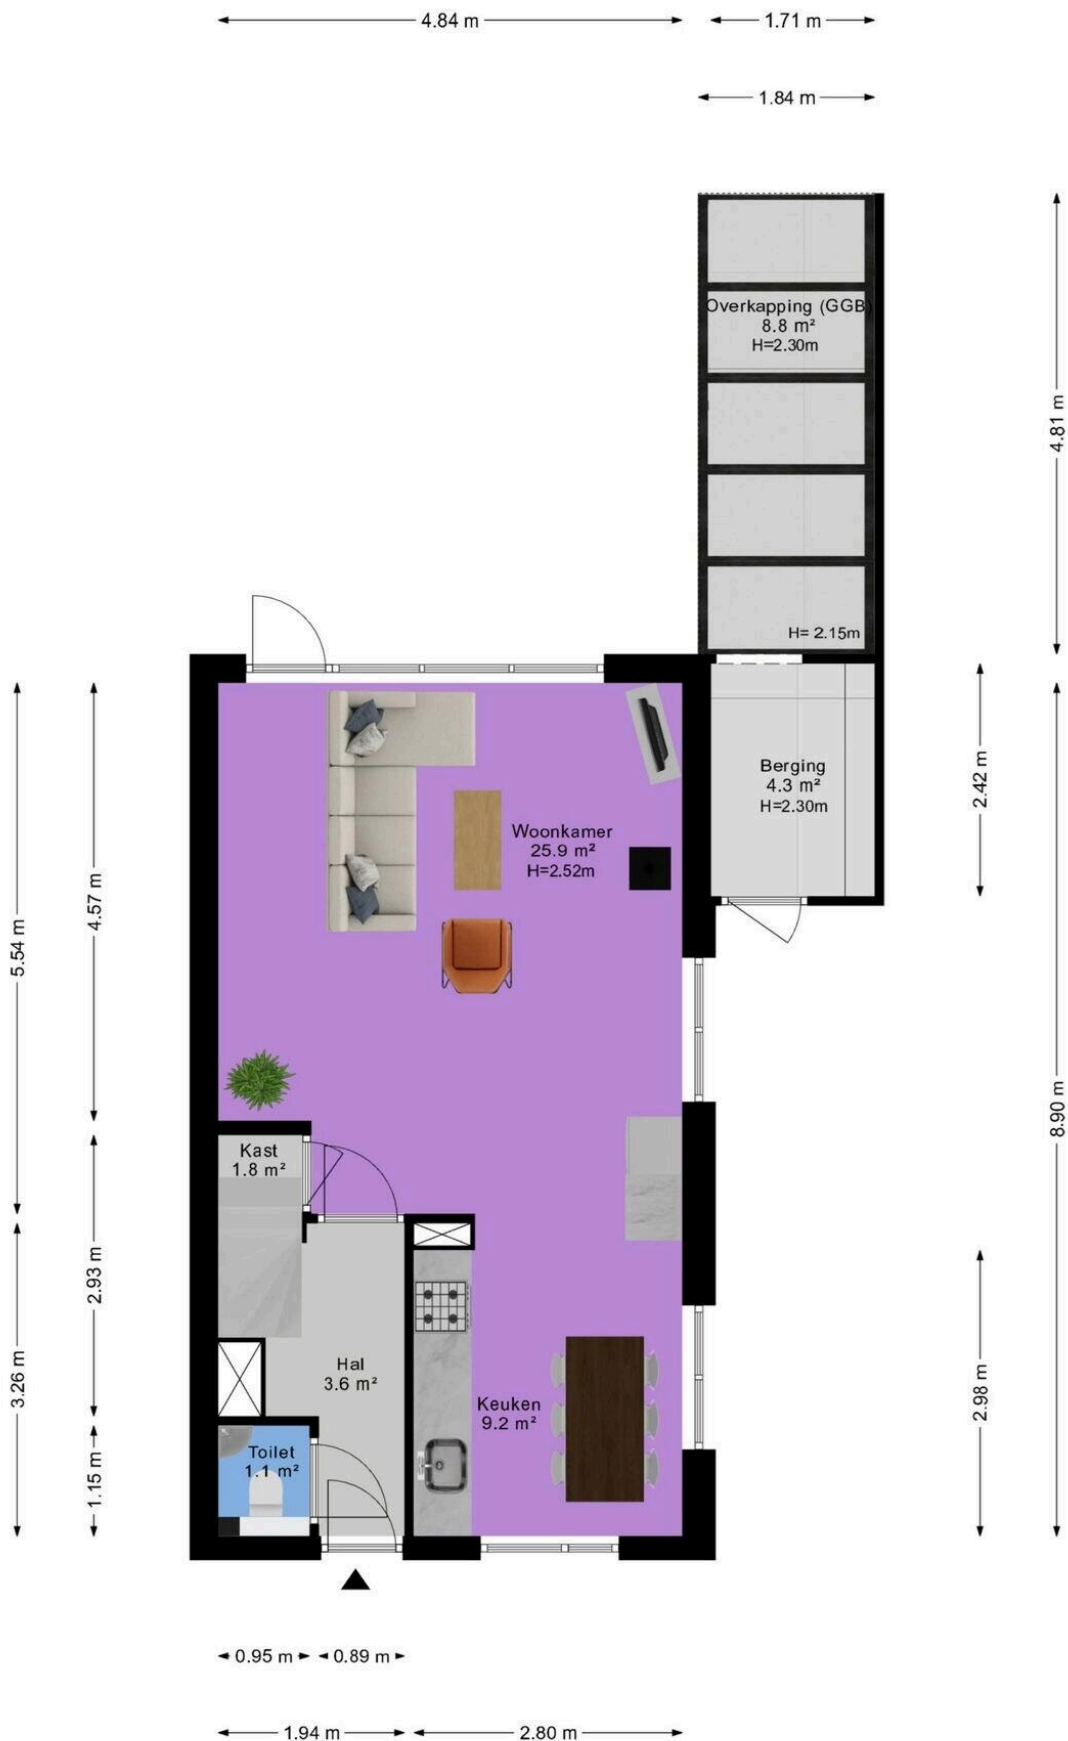 4.84 m
1.71 m
1.84 m
Overkapping (GGB)
8.8 m²
H=2.30m
4.81 m
H= 2.15m
Berging
4.3 m²
H=2.30m
2.42 m
Woonkamer
25.9 m²
H=2.52m
4.57 m
5.54 m
8.90 m
Kast
1.8 m²
2.93 m
Hal
3.6 m²
3.26 m
Keuken
9.2 m²
2.98 m
Toilet
1.1 m²
1.15 m
0.95 m
0.89 m
1.94 m
2.80 m